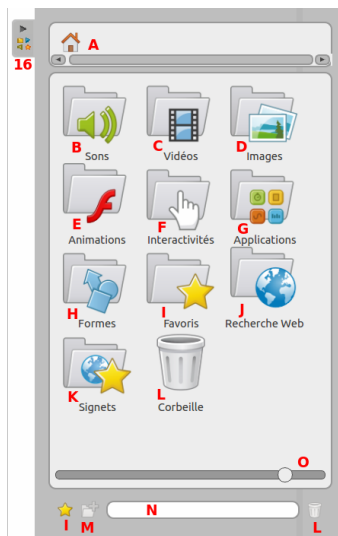 A
16
B
Sons
C
Vidéos
D
Images
E
Animations
F
Interactivités
G
Applications
H
Formes
I
Favoris
J
Recherche Web
K
Signets
L
Corbeille
O
I
M
N
L